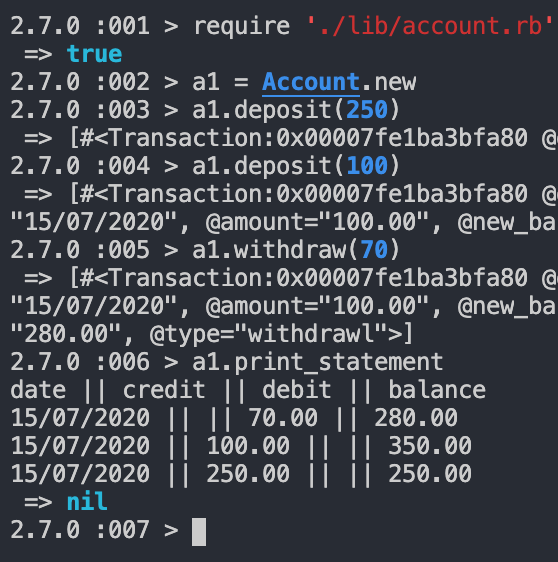 2.7.0 :001 > require './lib/account.rb'
 => true
2.7.0 :002 > a1 = Account.new
2.7.0 :003 > a1.deposit(250)
 => [#<Transaction:0x00007fe1ba3bfa80 @
2.7.0 :004 > a1.deposit(100)
 => [#<Transaction:0x00007fe1ba3bfa80 @
"15/07/2020", @amount="100.00", @new_ba
2.7.0 :005 > a1.withdraw(70)
 => [#<Transaction:0x00007fe1ba3bfa80 @
"15/07/2020", @amount="100.00", @new_ba
"280.00", @type="withdrawl">]
2.7.0 :006 > a1.print_statement
date || credit || debit || balance
15/07/2020 || || 70.00 || 280.00
15/07/2020 || 100.00 || || 350.00
15/07/2020 || 250.00 || || 250.00
 => nil
2.7.0 :007 >